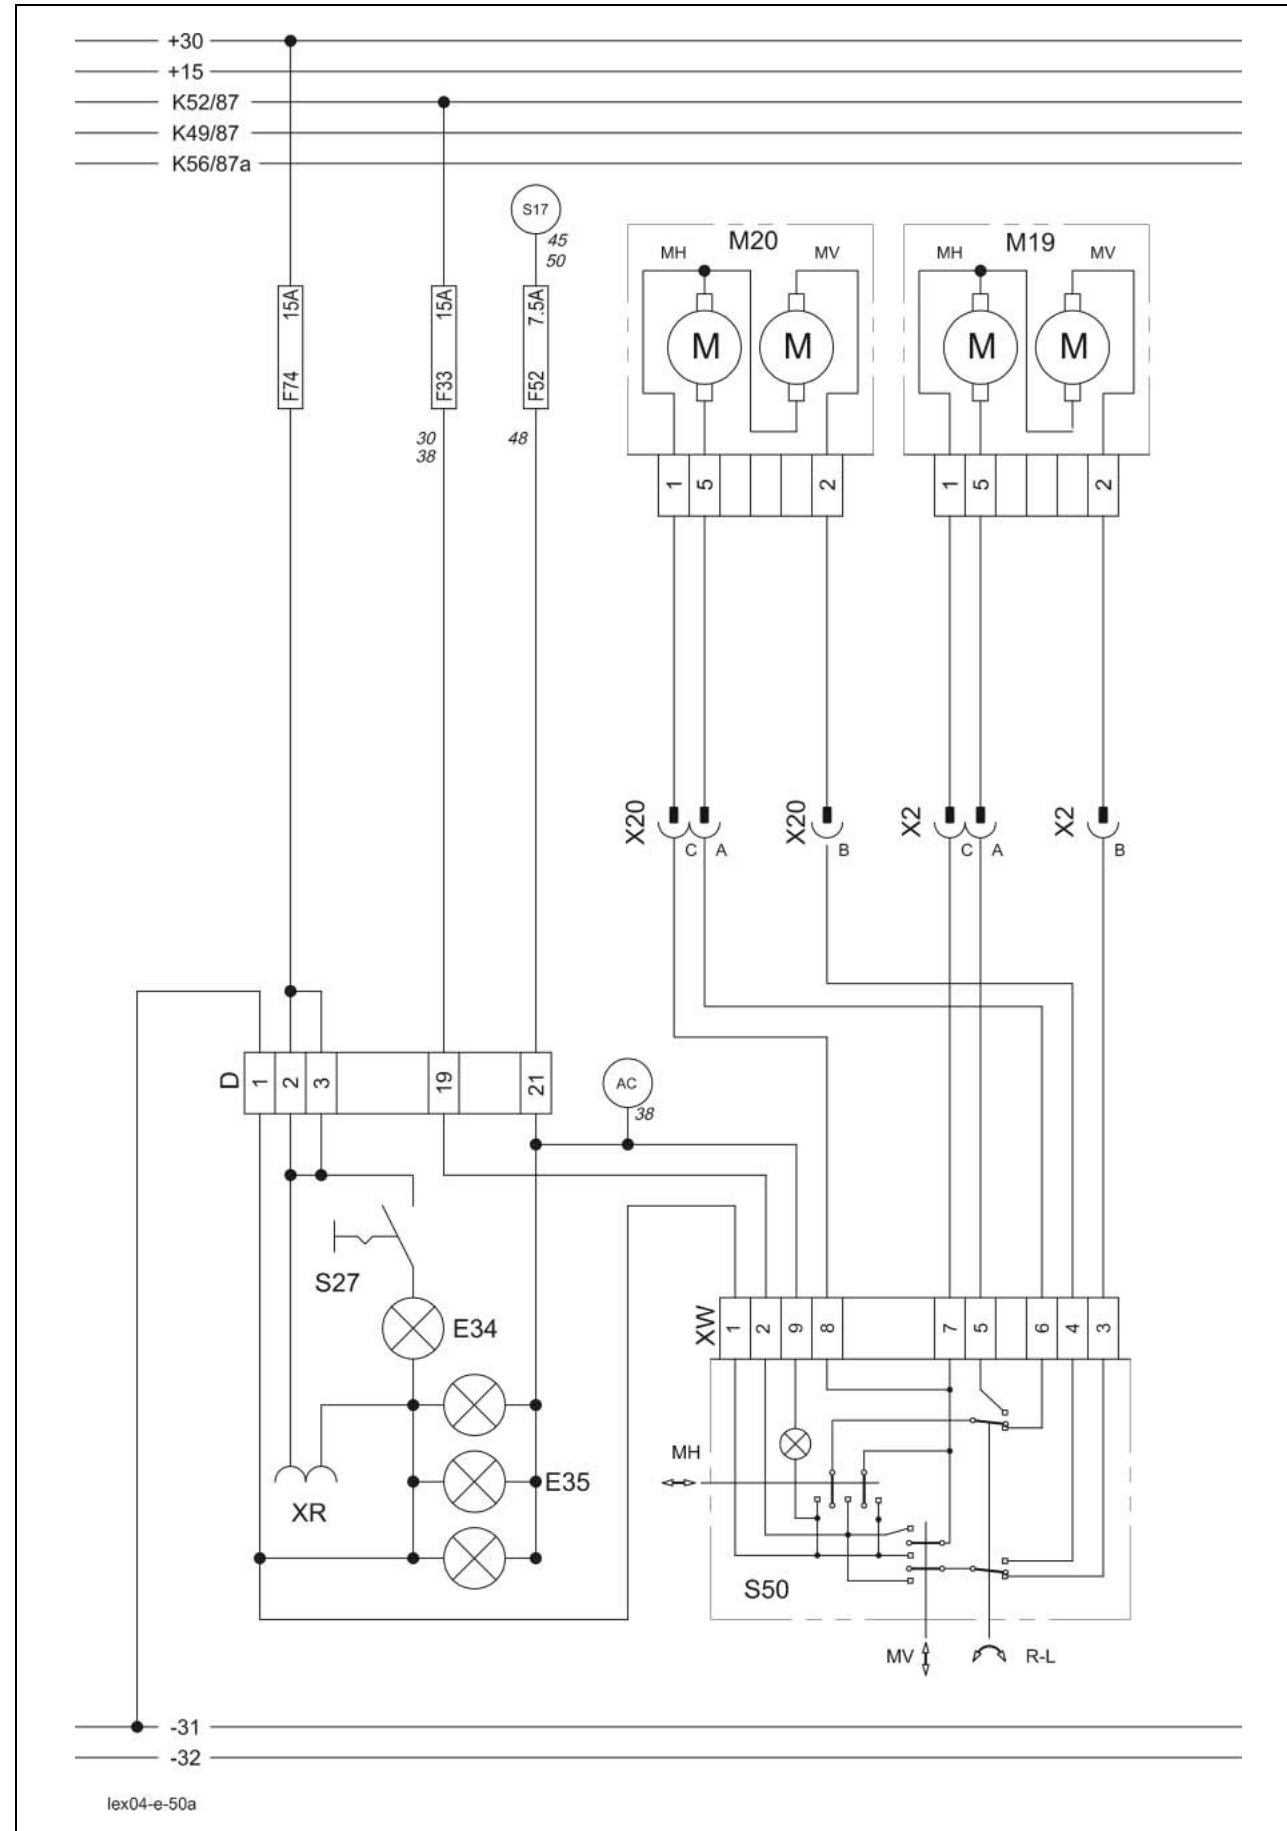 +30
+15
K52/87
K49/87
K56/87a
S17
45
50
M20
MH
MV
M19
MH
MV
15A
F74
15A
F33
7.5A
F52
M
M
M
M
30
38
48
1
5
2
1
5
2
X20
C
A
X20
B
X2
C
A
X2
B
D
1
2
3
19
21
AC
38
S27
E34
E35
XR
XW
1
2
9
8
7
5
6
4
3
MH
S50
MV
R-L
-31
-32
lex04-e-50a